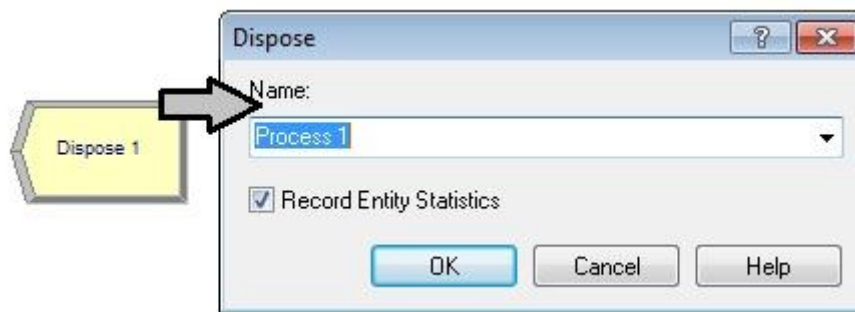 Dispose
Name:
Dispose 1
Process 1
Record Entity Statistics
OK Cancel Help